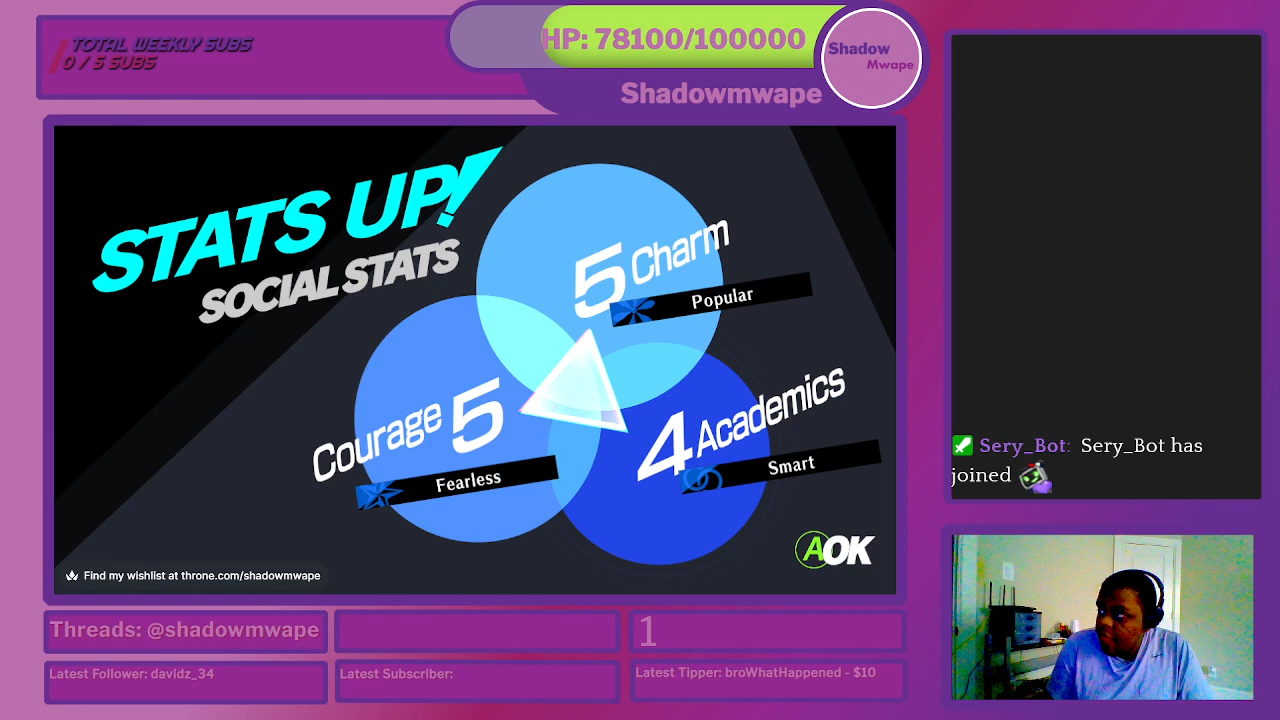 TOTAL WEEKLY SUBS
0 / 5 SUBS
HP: 78100/100000
Shadow
Mwape
Shadowmwape
STATS UP!
SOCIAL STATS
5 Charm
Popular
Courage 5
Fearless
4 Academics
Smart
AOK
Find my wishlist at throne.com/shadowmwape
Sery_Bot: Sery_Bot has
joined
Threads: @shadowmwape
1
Latest Follower: davidz_34
Latest Subscriber:
Latest Tipper: broWhatHappened - $10